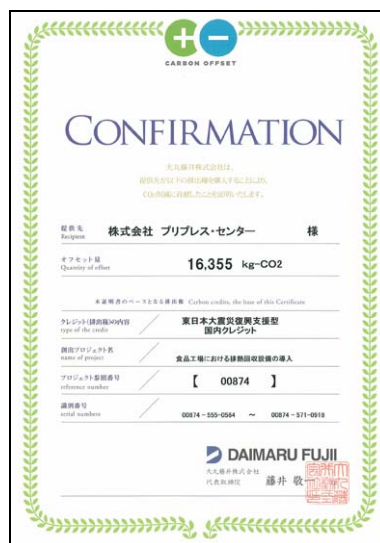 CARBON OFFSET
CONFIRMATION
大丸藤井株式会社は、
提供先が以下の排出権を購入することにより、
CO₂削減に貢献したことを証明いたします。
提供先 株式会社 プリプレス・センター 様
Recipient
オフセット量 16,355 kg-CO2
Quantity of offset
本証明書のベースとなる排出権 Carbon credits, the base of this Certificate
クレジット(排出権)の内容 東日本大震災復興支援型
type of the credit 国内クレジット
創出プロジェクト名
name of project 食品工場における排熱回収設備の導入
プロジェクト参照番号 【 00874 】
reference number
識別番号
serial numbers 00874-555-0564 ~ 00874-571-0918
DAIMARU FUJII
大丸藤井株式会社
代表取締役 藤井 敬一